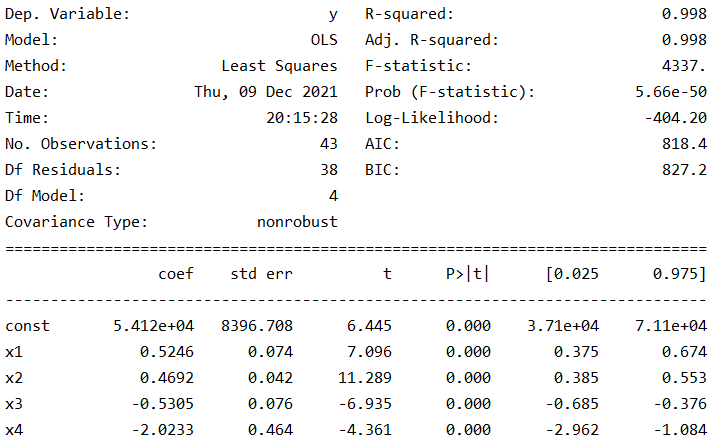 Dep. Variable: y R-squared: 0.998
Model: OLS Adj. R-squared: 0.998
Method: Least Squares F-statistic: 4337.
Date: Thu, 09 Dec 2021 Prob (F-statistic): 5.66e-50
Time: 20:15:28 Log-Likelihood: -404.20
No. Observations: 43 AIC: 818.4
Df Residuals: 38 BIC: 827.2
Df Model: 4
Covariance Type: nonrobust
==============================================================================
coef std err t P>|t| [0.025 0.975]
------------------------------------------------------------------------------
const 5.412e+04 8396.708 6.445 0.000 3.71e+04 7.11e+04
x1 0.5246 0.074 7.096 0.000 0.375 0.674
x2 0.4692 0.042 11.289 0.000 0.385 0.553
x3 -0.5305 0.076 -6.935 0.000 -0.685 -0.376
x4 -2.0233 0.464 -4.361 0.000 -2.962 -1.084